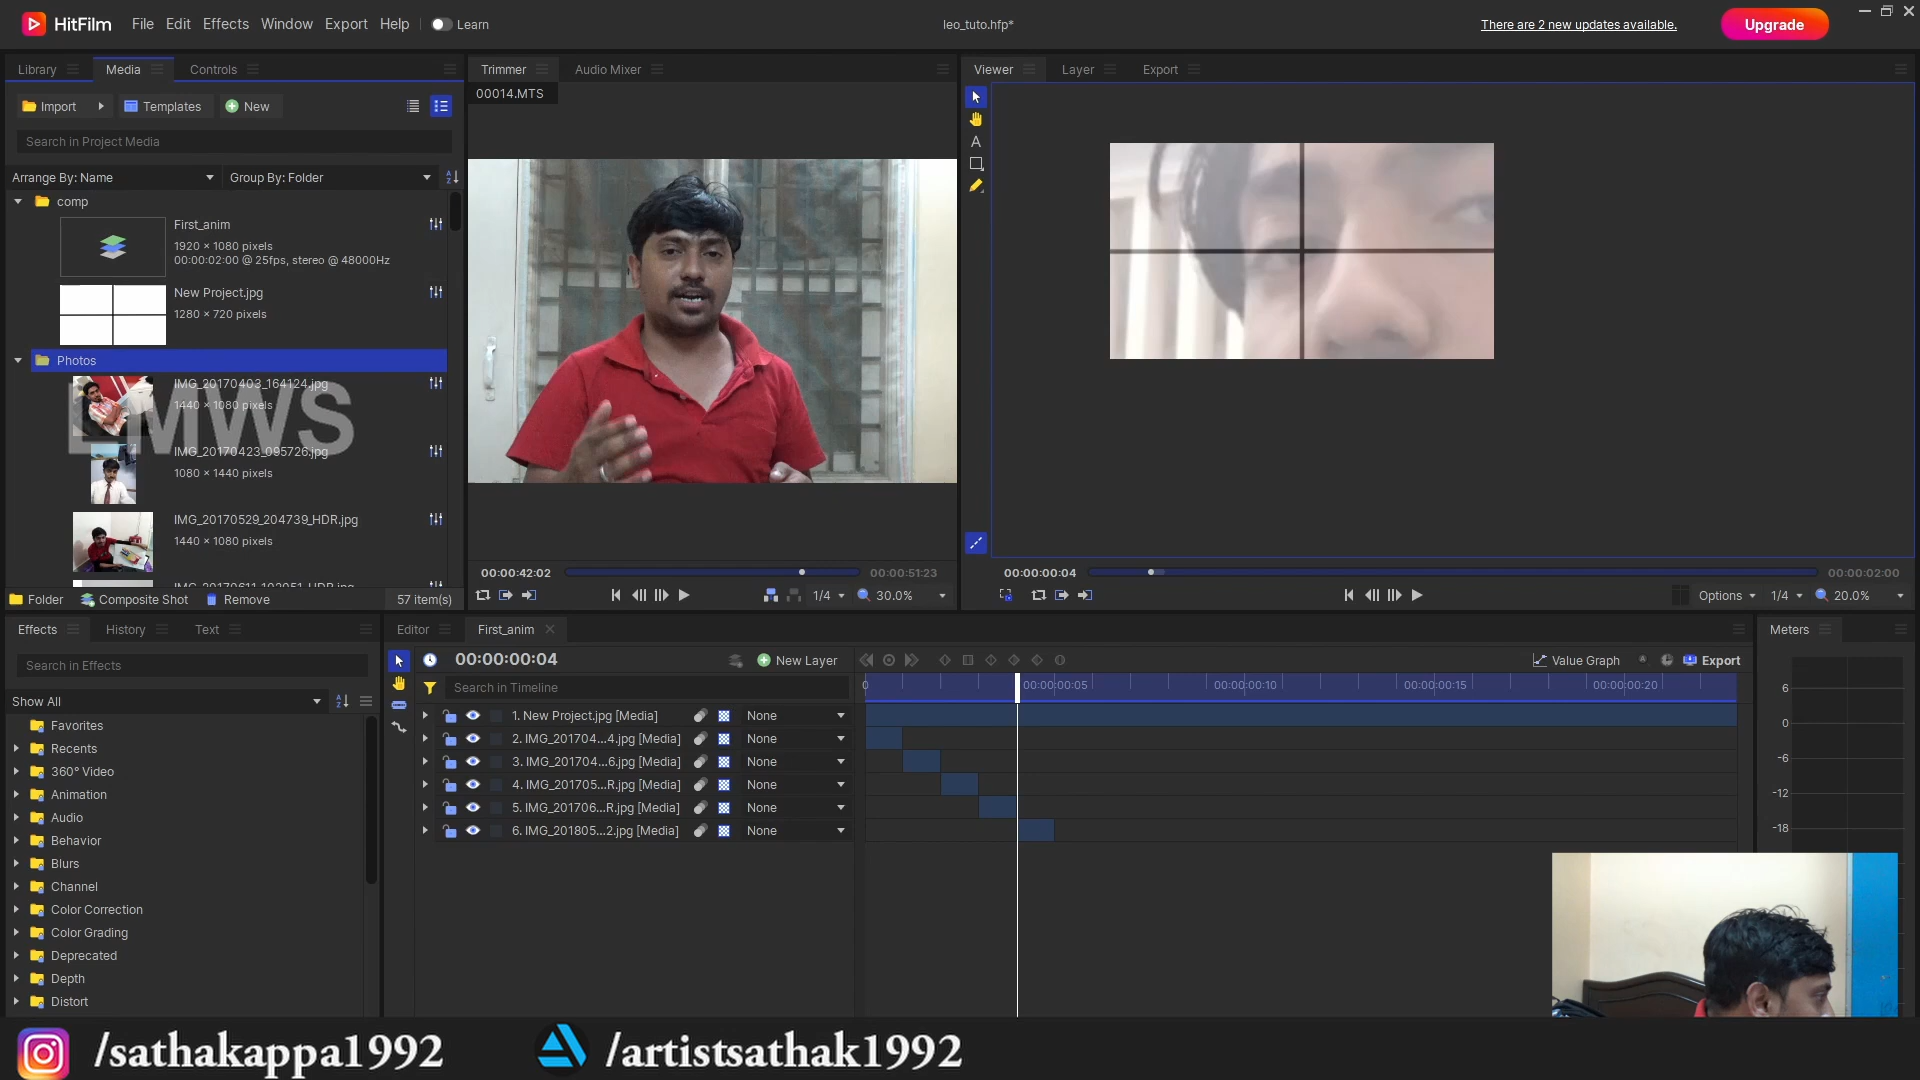 HitFilm File Edit Effects Window Export Help Learn leo_tuto.hfp* There are 2 new updates available. Upgrade
Library Media Controls
Import Templates New
Search in Project Media
Arrange By: Name Group By: Folder
comp
First_anim
1920 × 1080 pixels
00:00:02:00 @ 25fps, stereo @ 48000Hz
New Project.jpg
1280 × 720 pixels
Photos
IMG_20170403_164124.jpg
1440 × 1080 pixels
LMWS
IMG_20170423_095726.jpg
1080 × 1440 pixels
IMG_20170529_204739_HDR.jpg
1440 × 1080 pixels
Folder Composite Shot Remove 57 item(s)
Trimmer Audio Mixer
00014.MTS
00:00:42:02 00:00:51:23
1/4 30.0%
Viewer Layer Export
A
00:00:00:04 00:00:02:00
Options 1/4 20.0%
Effects History Text
Search in Effects
Show All
Favorites
Recents
360° Video
Animation
Audio
Behavior
Blurs
Channel
Color Correction
Color Grading
Deprecated
Depth
Distort
Editor First_anim
00:00:00:04 New Layer Value Graph Export
Search in Timeline 0 00:00:00:05 00:00:00:10 00:00:00:15 00:00:00:20
1. New Project.jpg [Media] None
2. IMG_201704...4.jpg [Media] None
3. IMG_201704...6.jpg [Media] None
4. IMG_201705...R.jpg [Media] None
5. IMG_201706...R.jpg [Media] None
6. IMG_201805...2.jpg [Media] None
Meters
6
0
-6
-12
-18
/sathakappa1992 /artistsathak1992